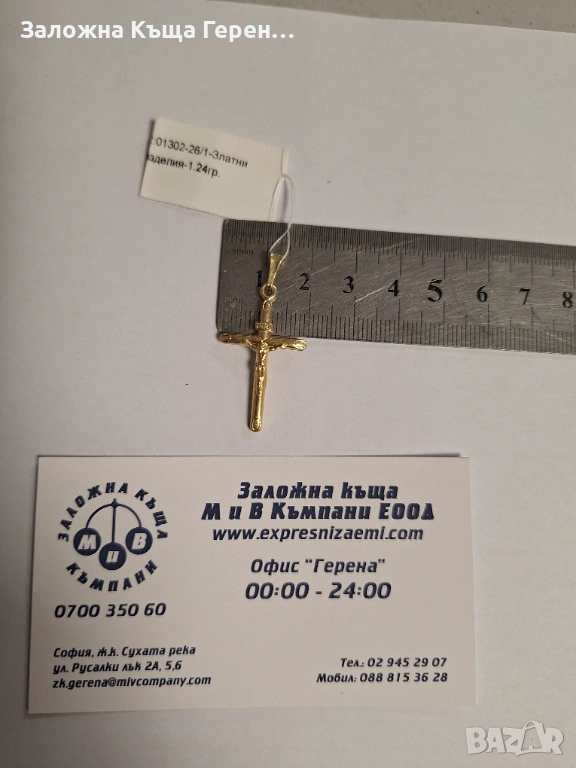 Заложна Къща Герен...
:01302-26/1-Златни
зделия-1.24гр.
1 2 3 4 5 6 7 8
ЗАЛОЖНА КЪЩА
М и В
КЪМПАНИ
0700 350 60
Заложна къща
М и В Къмпани ЕООД
www.expresnizaemi.com
Офис "Герена"
00:00 - 24:00
София, ж.к. Сухата река
ул. Русалки лък 2А, 5,6
zk.gerena@mivcompany.com
Тел.: 02 945 29 07
Мобил: 088 815 36 28
BAZAR